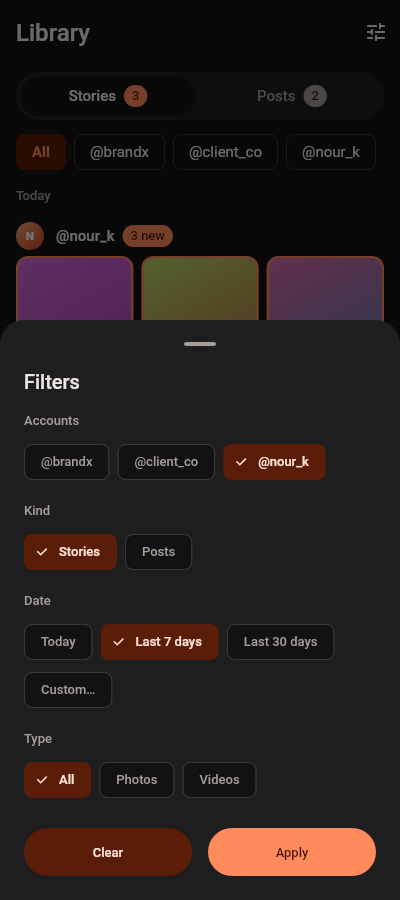 Library
Stories 3 Posts 2
All @brandx @client_co @nour_k
Today
N @nour_k 3 new
Filters
Accounts
@brandx @client_co @nour_k
Kind
Stories Posts
Date
Today Last 7 days Last 30 days
Custom...
Type
All Photos Videos
Clear Apply